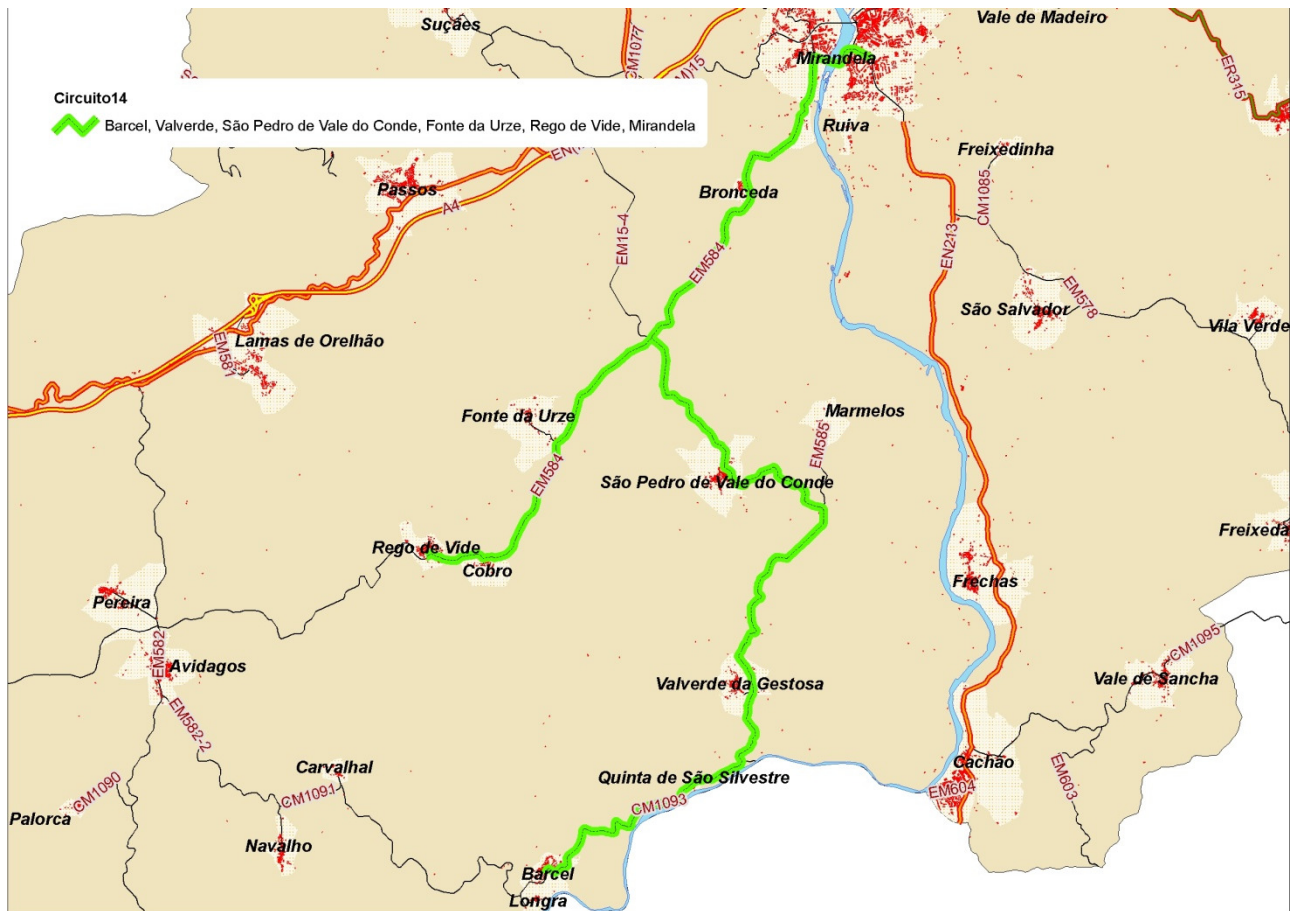 Suçães
CM1077
Vale de Madeiro
Mirandela
ER315
Circuito14
Barcel, Valverde, São Pedro de Vale do Conde, Fonte da Urze, Rego de Vide, Mirandela
Ruiva
Freixedinha
Passos
A4
Bronceda
CM1085
EM15-4
EM584
EN213
EM578
São Salvador
Vila Verde
Lamas de Orelhão
EM587
Fonte da Urze
Marmelos
EM585
EM584
São Pedro de Vale do Conde
Freixeda
Rego de Vide
Cobro
Frechas
Pereira
EM582
Avidagos
CM1095
Vale de Sancha
Valverde da Gestosa
EM582-2
Carvalhal
Quinta de São Silvestre
Cachão
EM604
EM603
CM1090
CM1091
CM1093
Palorca
Navalho
Barcel
Longra